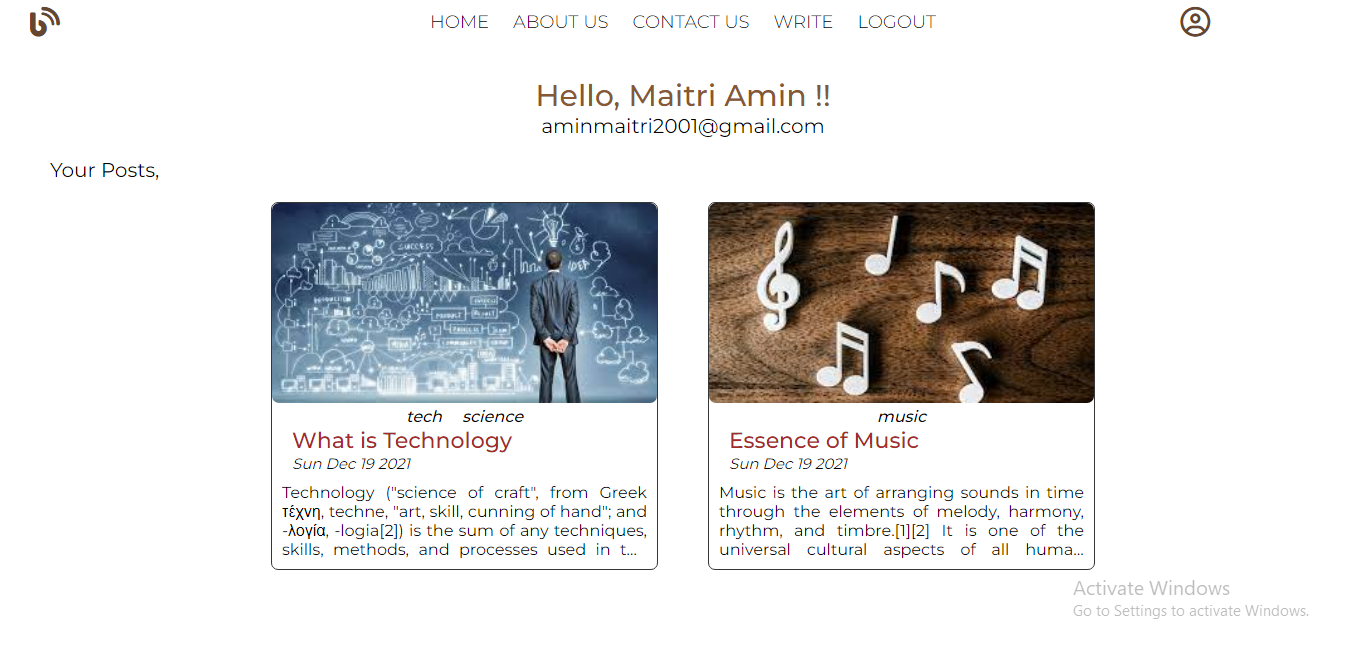 HOME ABOUT US CONTACT US WRITE LOGOUT
Hello, Maitri Amin !!
aminmaitri2001@gmail.com
Your Posts,
SUCCESS
IDEA
PRODUCT
tech science
What is Technology
Sun Dec 19 2021
Technology ("science of craft", from Greek
τέχνη, techne, "art, skill, cunning of hand"; and
-λογία, -logia[2]) is the sum of any techniques,
skills, methods, and processes used in t...
music
Essence of Music
Sun Dec 19 2021
Music is the art of arranging sounds in time
through the elements of melody, harmony,
rhythm, and timbre.[1][2] It is one of the
universal cultural aspects of all huma...
Activate Windows
Go to Settings to activate Windows.